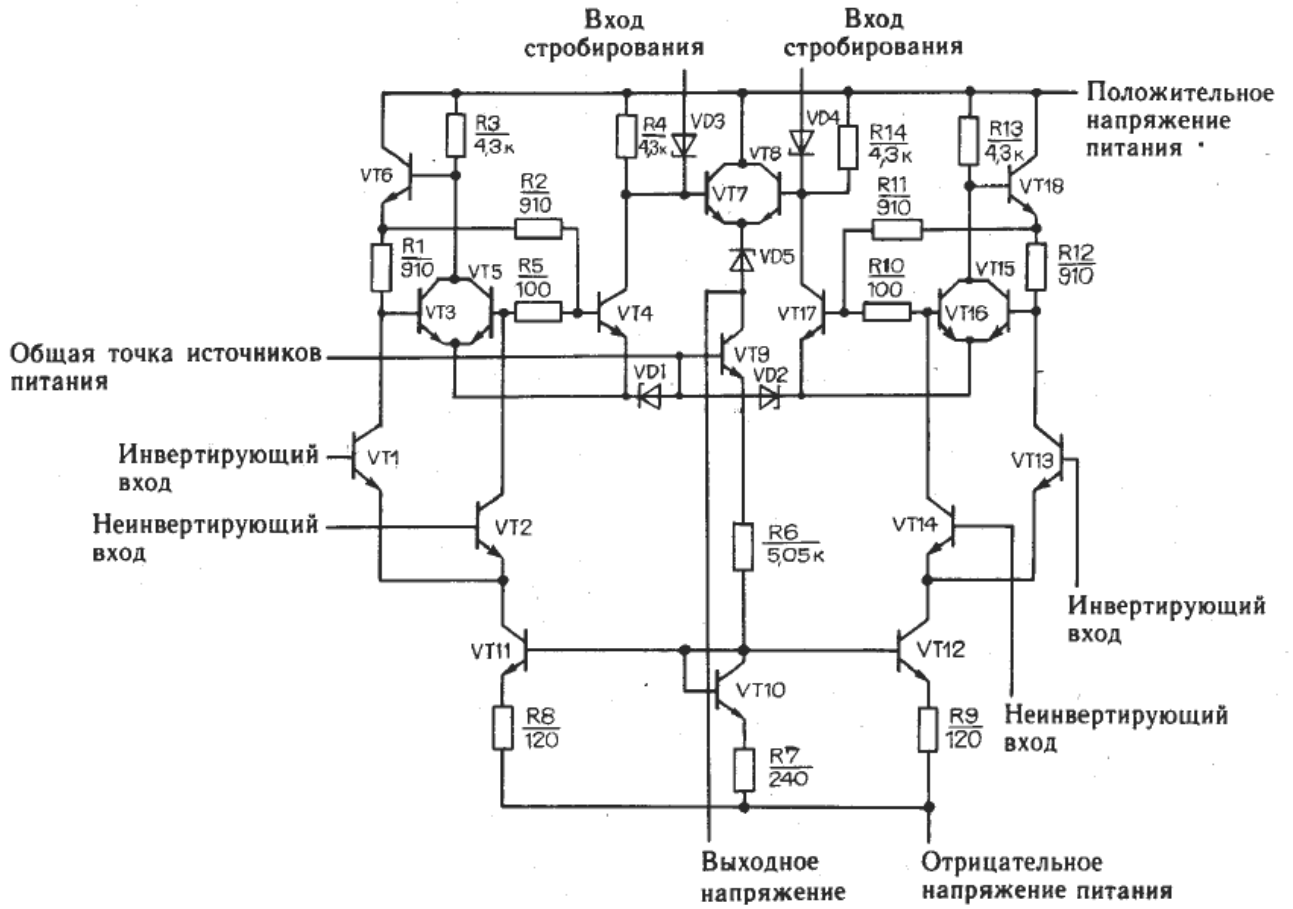 Вход
стробирования
Вход
стробирования
Положительное
напряжение
питания
R3
4,3к
R4
4,3к
VD3
VD4
R14
4,3к
R13
4,3к
VT6
VT7
VT8
VT18
R2
910
R11
910
R1
910
VD5
R12
910
VT3
VT5
R5
100
VT4
VT17
R10
100
VT16
VT15
Общая точка источников
питания
VT9
VD1
VD2
Инвертирующий
вход
VT1
VT13
Неинвертирующий
вход
VT2
VT14
R6
5,05к
Инвертирующий
вход
VT11
VT10
VT12
Неинвертирующий
вход
R8
120
R7
240
R9
120
Выходное
напряжение
Отрицательное
напряжение питания